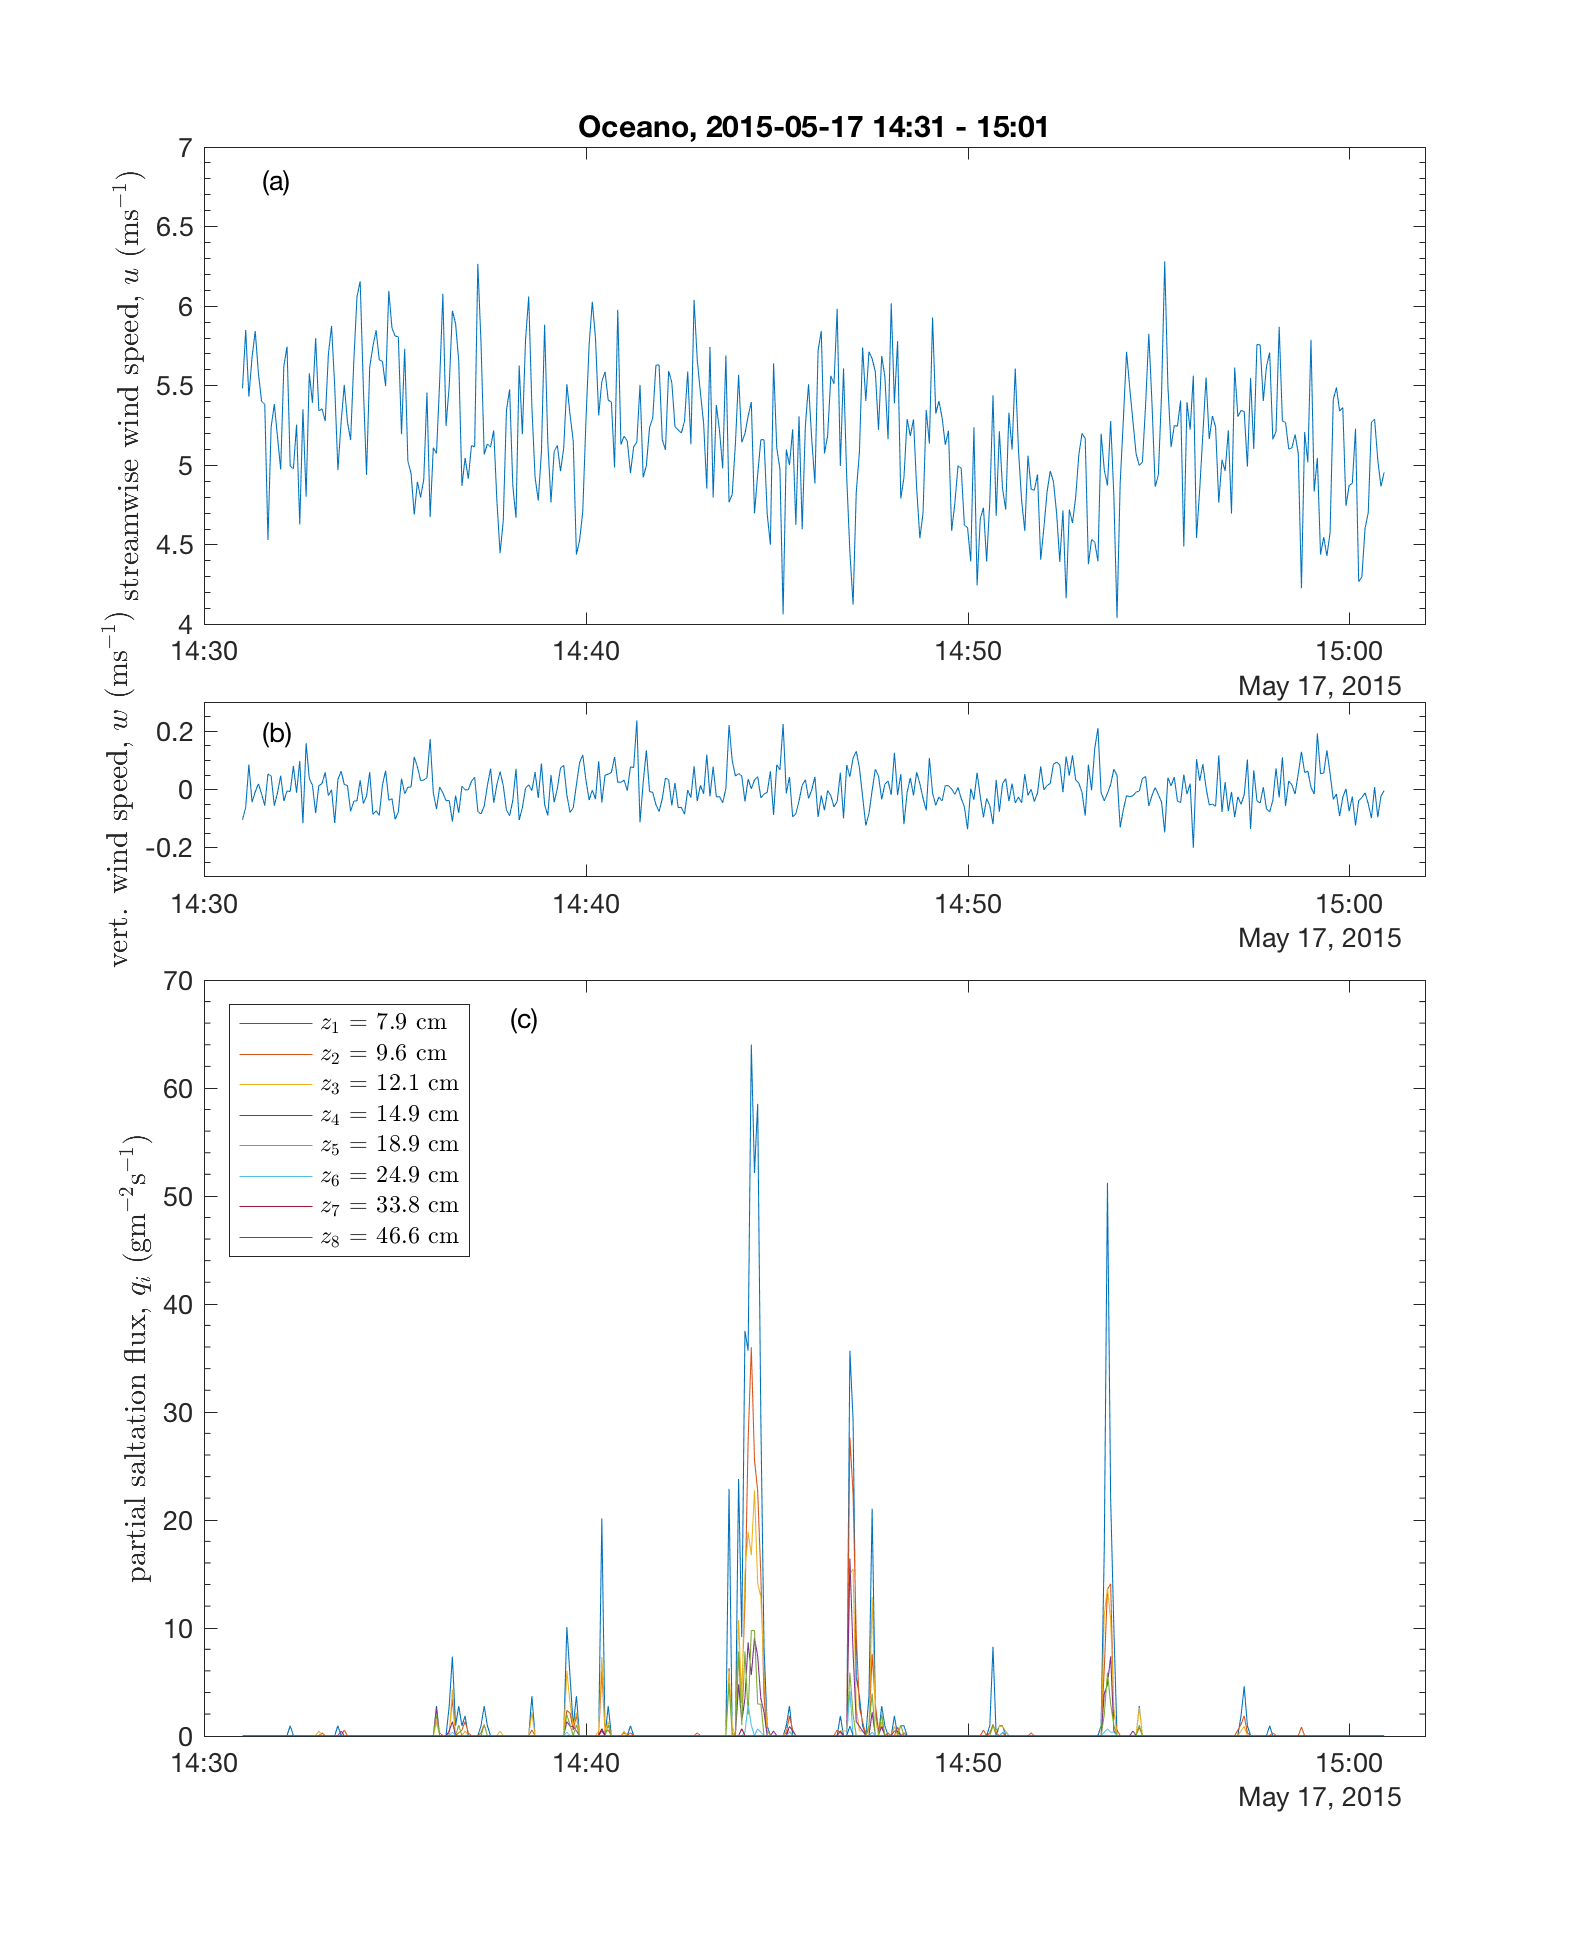 Oceano, 2015-05-17 14:31 - 15:01
(a)
streamwise wind speed, u (ms⁻¹)
7
6.5
6
5.5
5
4.5
4
14:30 14:40 14:50 15:00
May 17, 2015
(b)
vert. wind speed, w (ms⁻¹)
0.2
0
-0.2
14:30 14:40 14:50 15:00
May 17, 2015
(c)
partial saltation flux, qᵢ (gm⁻²s⁻¹)
70
60
50
40
30
20
10
0
z₁ = 7.9 cm
z₂ = 9.6 cm
z₃ = 12.1 cm
z₄ = 14.9 cm
z₅ = 18.9 cm
z₆ = 24.9 cm
z₇ = 33.8 cm
z₈ = 46.6 cm
14:30 14:40 14:50 15:00
May 17, 2015